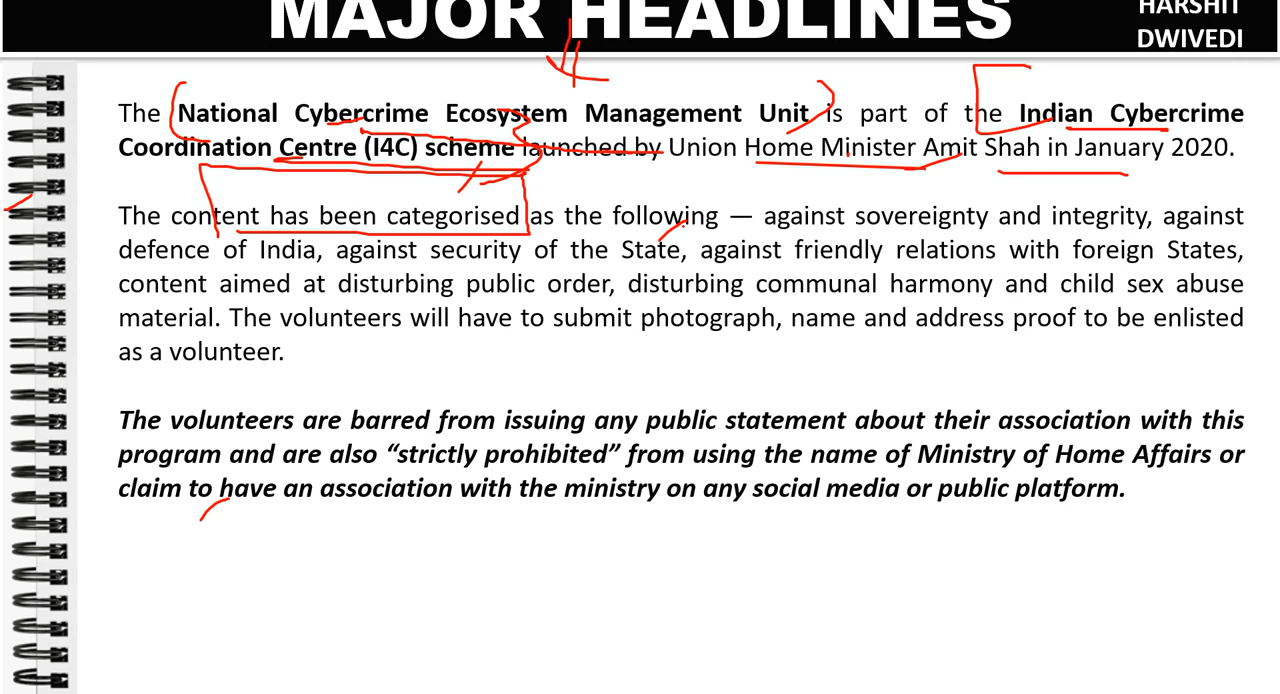 MAJOR HEADLINES
HARSHIT
DWIVEDI
The National Cybercrime Ecosystem Management Unit is part of the Indian Cybercrime
Coordination Centre (I4C) scheme launched by Union Home Minister Amit Shah in January 2020.
The content has been categorised as the following — against sovereignty and integrity, against
defence of India, against security of the State, against friendly relations with foreign States,
content aimed at disturbing public order, disturbing communal harmony and child sex abuse
material. The volunteers will have to submit photograph, name and address proof to be enlisted
as a volunteer.
The volunteers are barred from issuing any public statement about their association with this
program and are also “strictly prohibited” from using the name of Ministry of Home Affairs or
claim to have an association with the ministry on any social media or public platform.